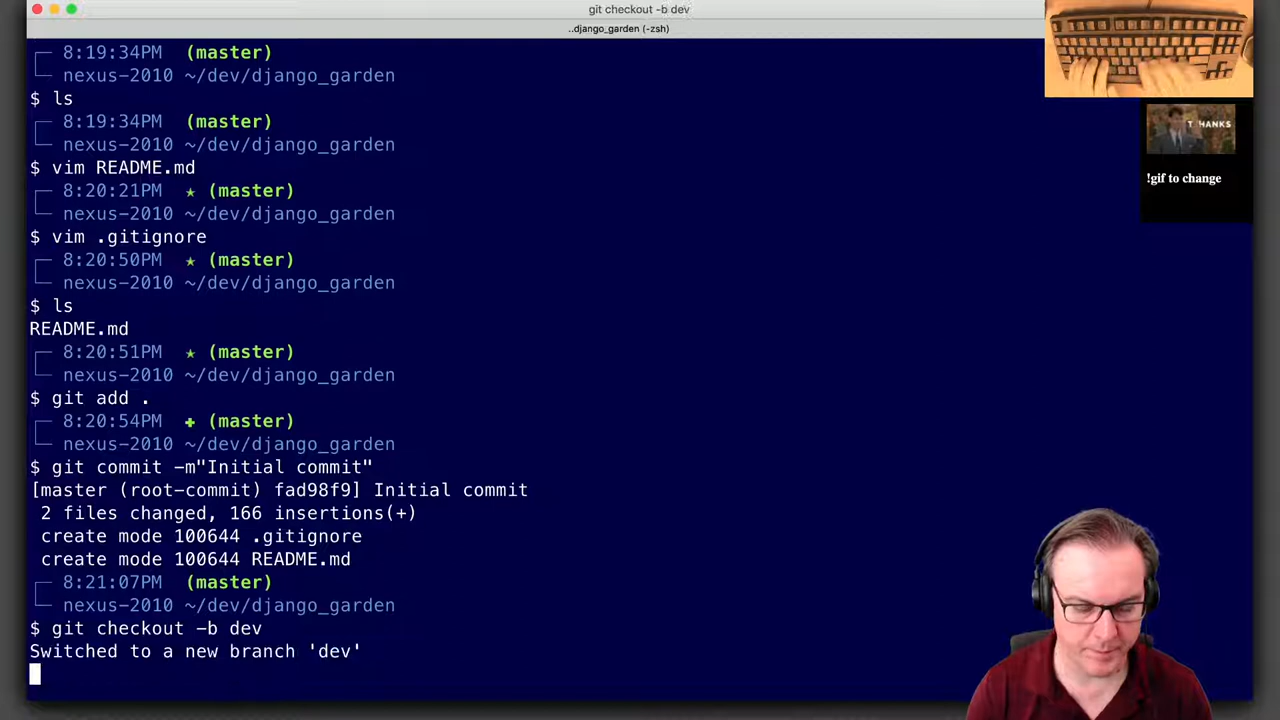 git checkout -b dev
..django_garden (-zsh)
8:19:34PM (master)
nexus-2010 ~/dev/django_garden
$ ls
8:19:34PM (master)
nexus-2010 ~/dev/django_garden
$ vim README.md
8:20:21PM ★ (master)
nexus-2010 ~/dev/django_garden
$ vim .gitignore
8:20:50PM ★ (master)
nexus-2010 ~/dev/django_garden
$ ls
README.md
8:20:51PM ★ (master)
nexus-2010 ~/dev/django_garden
$ git add .
8:20:54PM ✚ (master)
nexus-2010 ~/dev/django_garden
$ git commit -m"Initial commit"
[master (root-commit) fad98f9] Initial commit
2 files changed, 166 insertions(+)
create mode 100644 .gitignore
create mode 100644 README.md
8:21:07PM (master)
nexus-2010 ~/dev/django_garden
$ git checkout -b dev
Switched to a new branch 'dev'
T HANKS
!gif to change